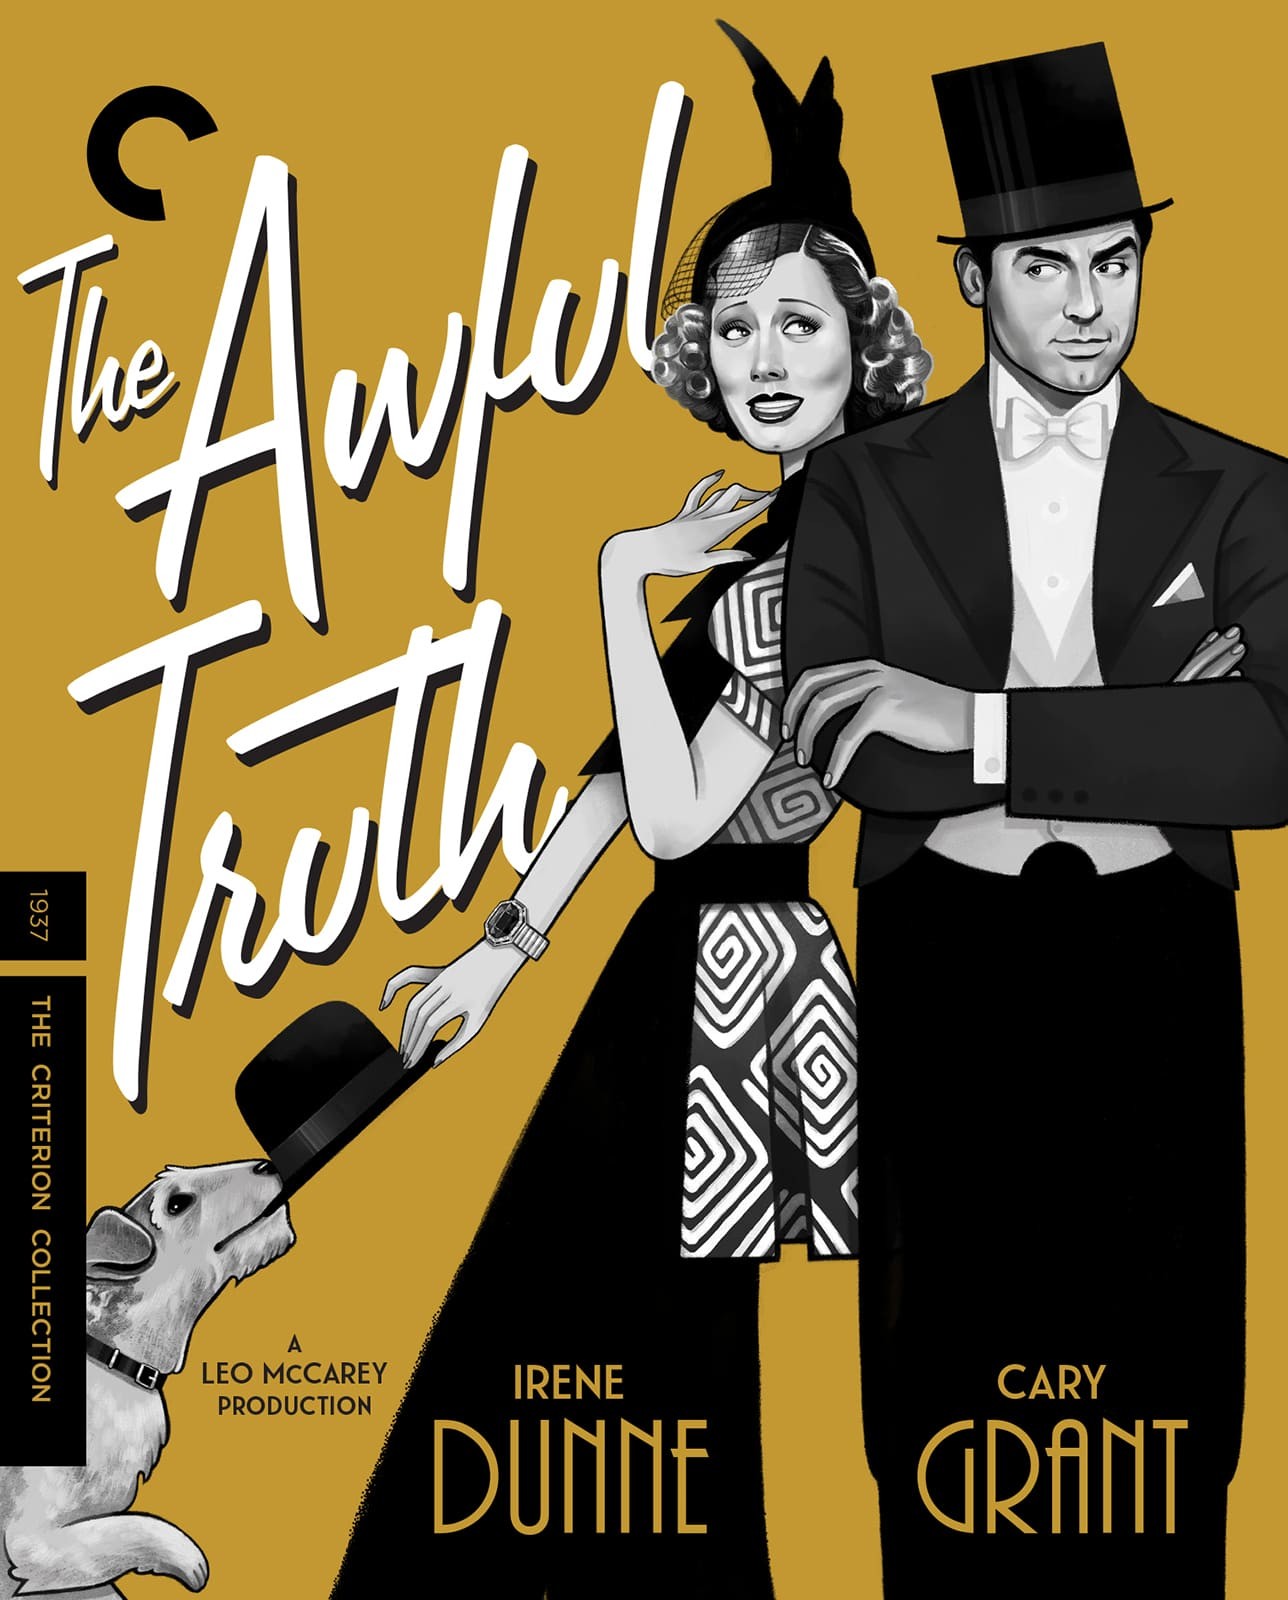 The Awful
Truth
1937
THE CRITERION COLLECTION
A
LEO McCAREY
PRODUCTION
IRENE
DUNNE
CARY
GRANT